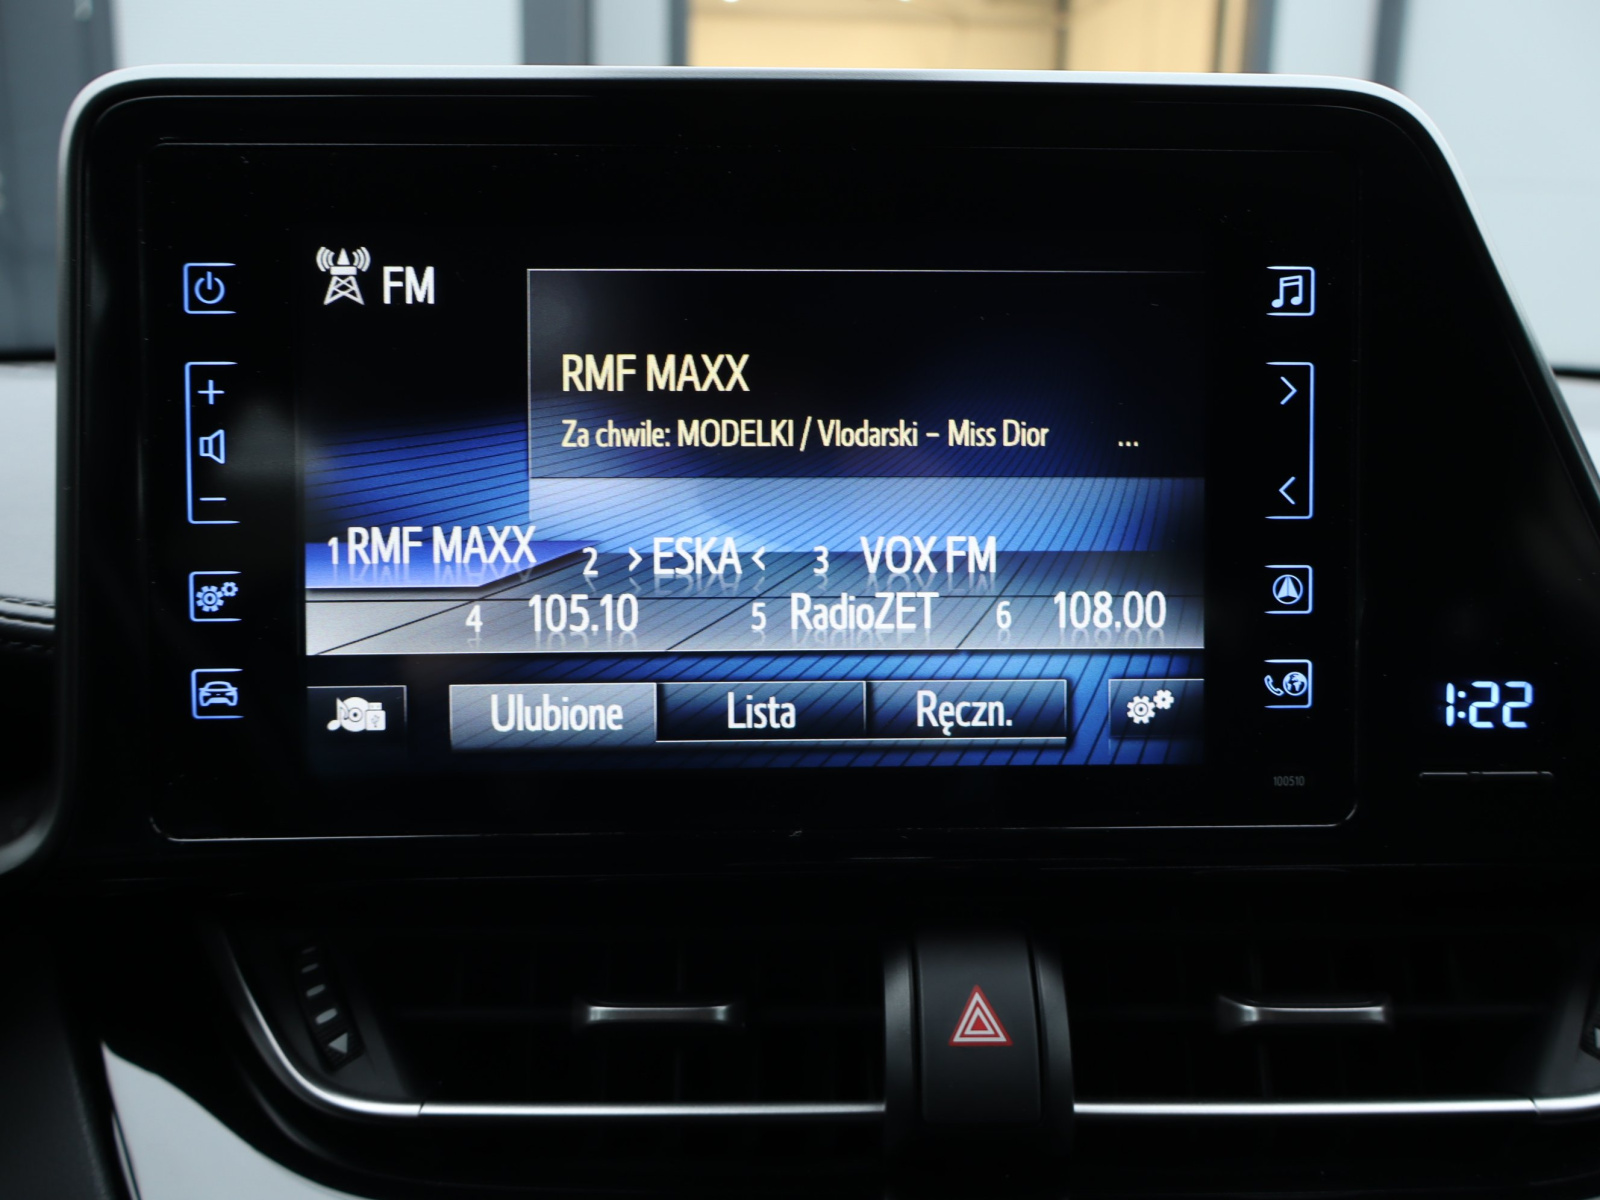 FM
RMF MAXX
Za chwile: MODELKI / Vlodarski - Miss Dior ...
1 RMF MAXX 2 >ESKA< 3 VOX FM
4 105.10 5 RadioZET 6 108.00
Ulubione Lista Ręczn.
1:22
100510